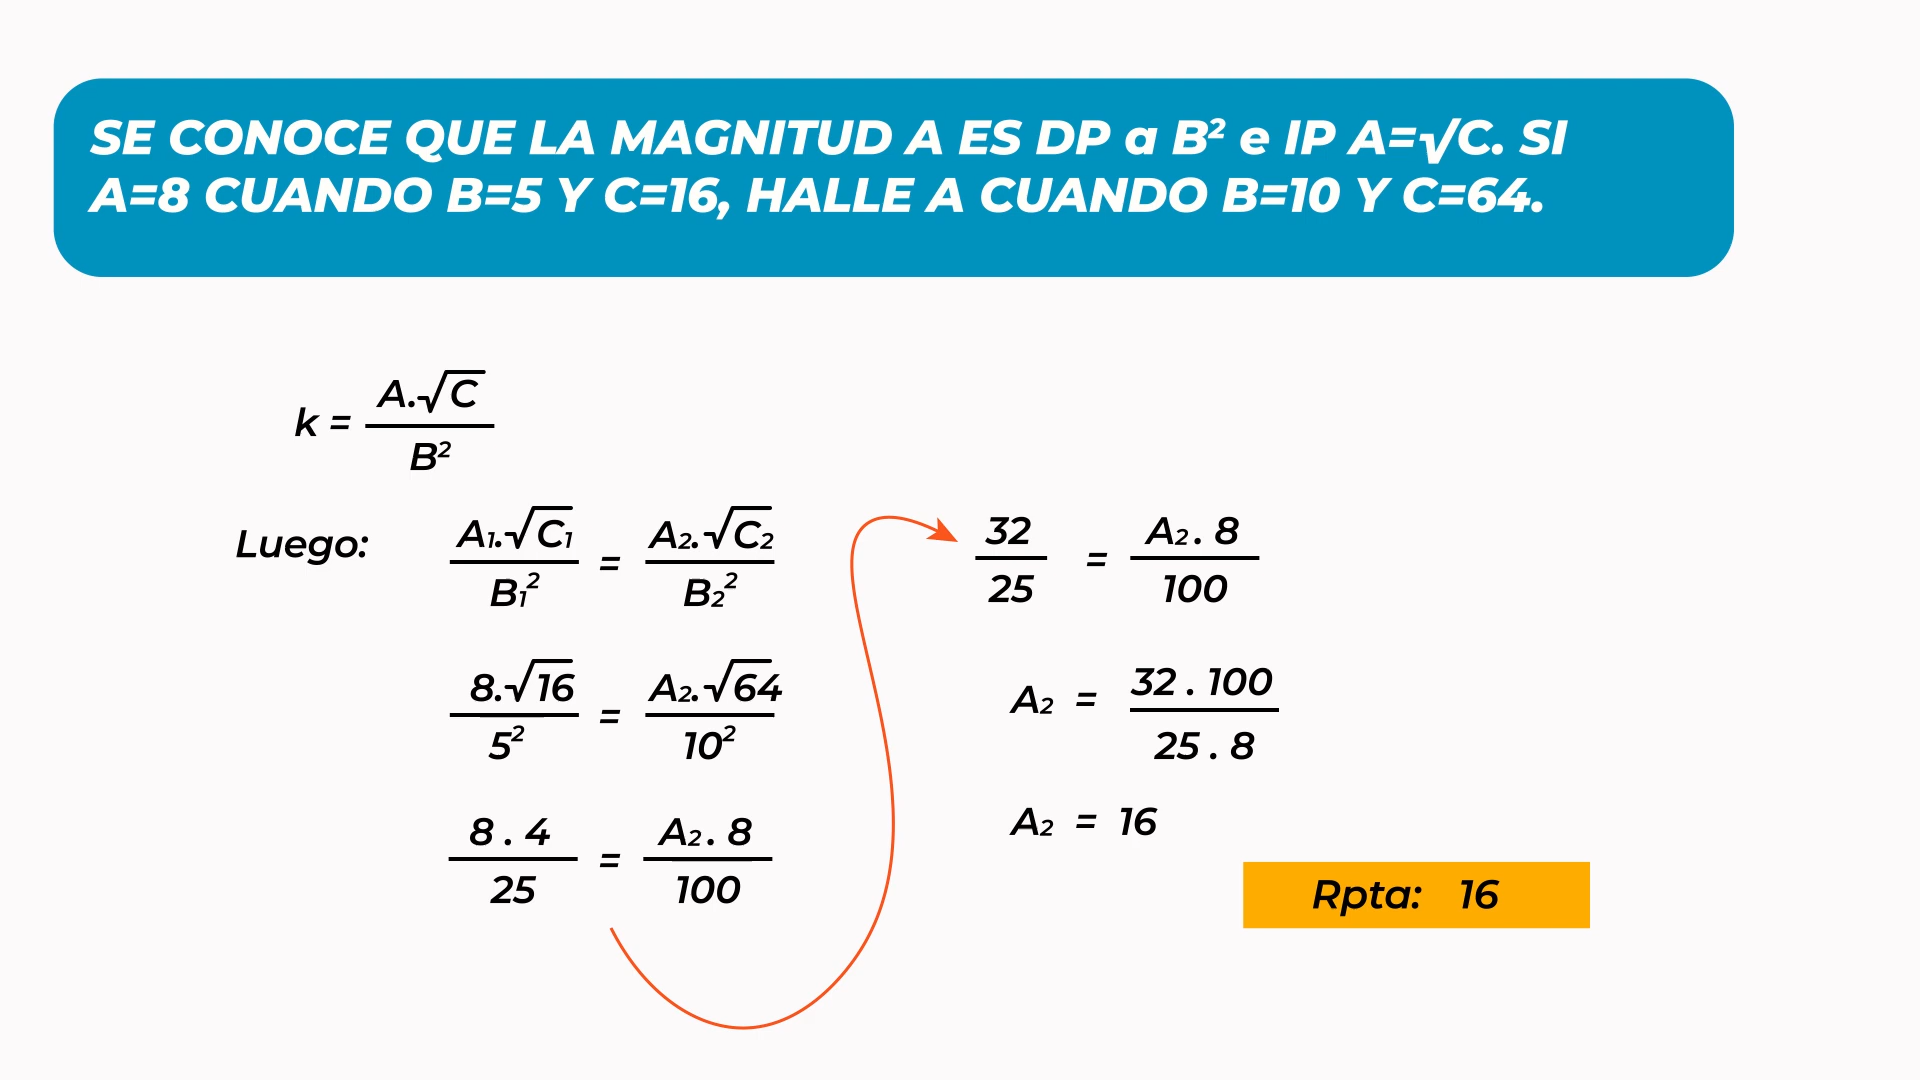 SE CONOCE QUE LA MAGNITUD A ES DP a B² e IP A=√C. SI
A=8 CUANDO B=5 Y C=16, HALLE A CUANDO B=10 Y C=64.
k = A.√C / B²
Luego: A₁.√C₁ / B₁² = A₂.√C₂ / B₂²
8.√16 / 5² = A₂.√64 / 10²
8 . 4 / 25 = A₂ . 8 / 100
32 / 25 = A₂ . 8 / 100
A₂ = 32 . 100 / 25 . 8
A₂ = 16
Rpta: 16